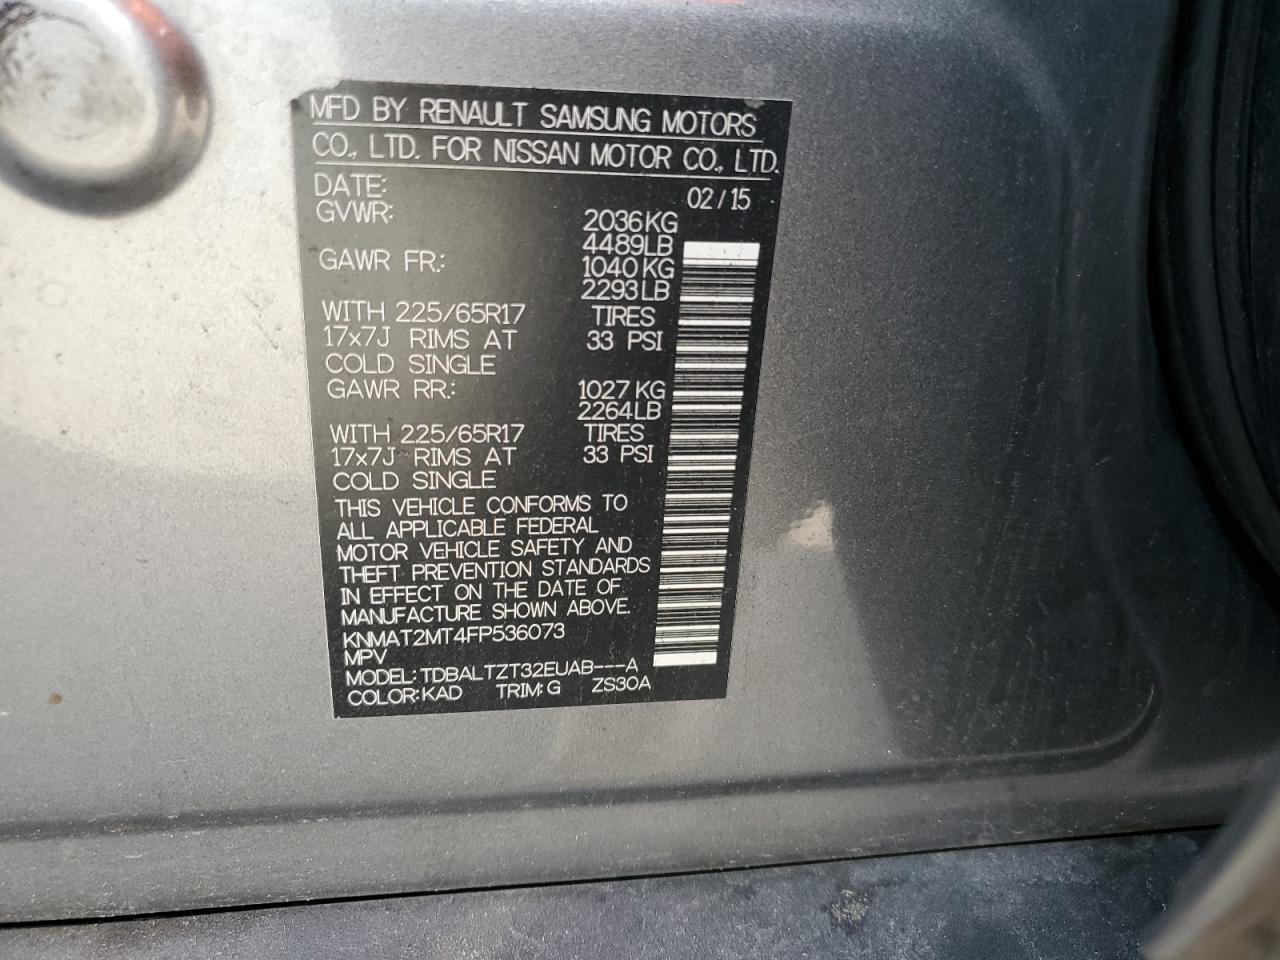 MFD BY RENAULT SAMSUNG MOTORS
CO., LTD. FOR NISSAN MOTOR CO., LTD.
DATE: 02/15
GVWR: 2036KG
4489LB
GAWR FR.: 1040KG
2293LB
WITH 225/65R17 TIRES
17x7J RIMS AT 33 PSI
COLD SINGLE
GAWR RR.: 1027KG
2264LB
WITH 225/65R17 TIRES
17x7J RIMS AT 33 PSI
COLD SINGLE
THIS VEHICLE CONFORMS TO
ALL APPLICABLE FEDERAL
MOTOR VEHICLE SAFETY AND
THEFT PREVENTION STANDARDS
IN EFFECT ON THE DATE OF
MANUFACTURE SHOWN ABOVE.
KNMAT2MT4FP536073
MPV
MODEL:TDBALTZT32EUAB---A
COLOR:KAD TRIM:G ZS30A